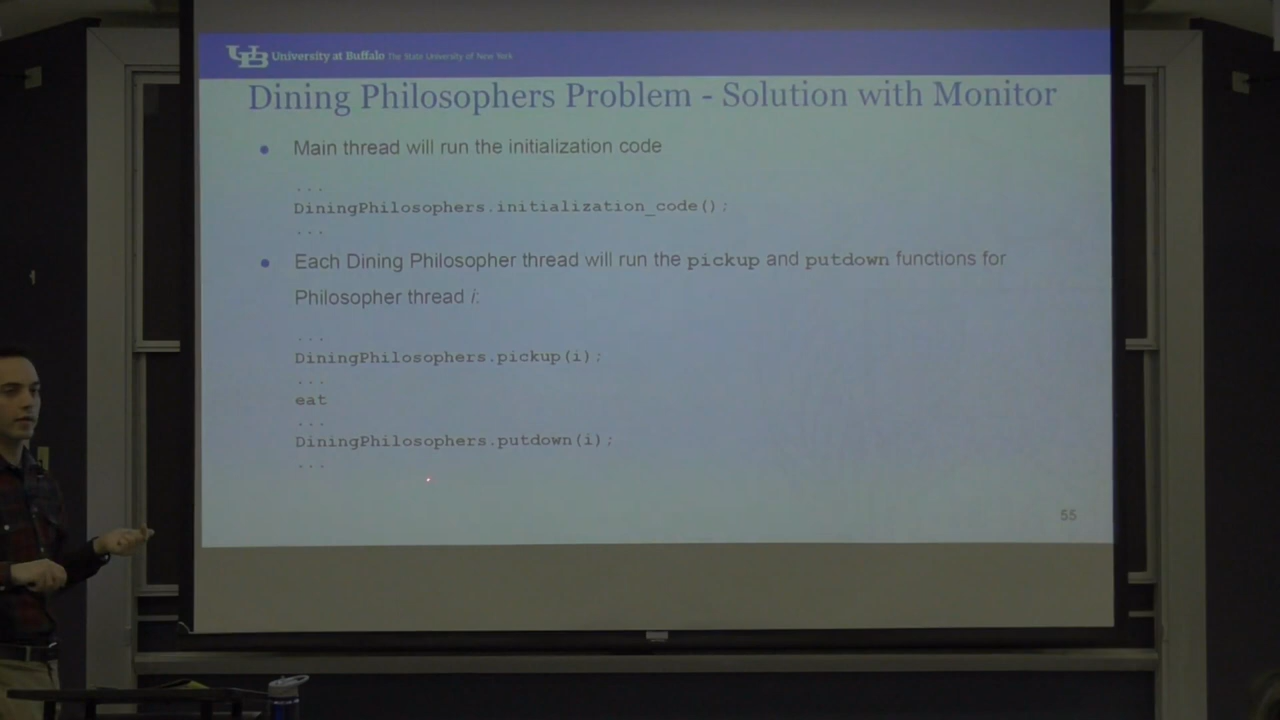 UB University at Buffalo The State University of New York
Dining Philosophers Problem - Solution with Monitor
• Main thread will run the initialization code
...
DiningPhilosophers.initialization_code();
...
• Each Dining Philosopher thread will run the pickup and putdown functions for
Philosopher thread i:
...
DiningPhilosophers.pickup(i);
...
eat
...
DiningPhilosophers.putdown(i);
...
55